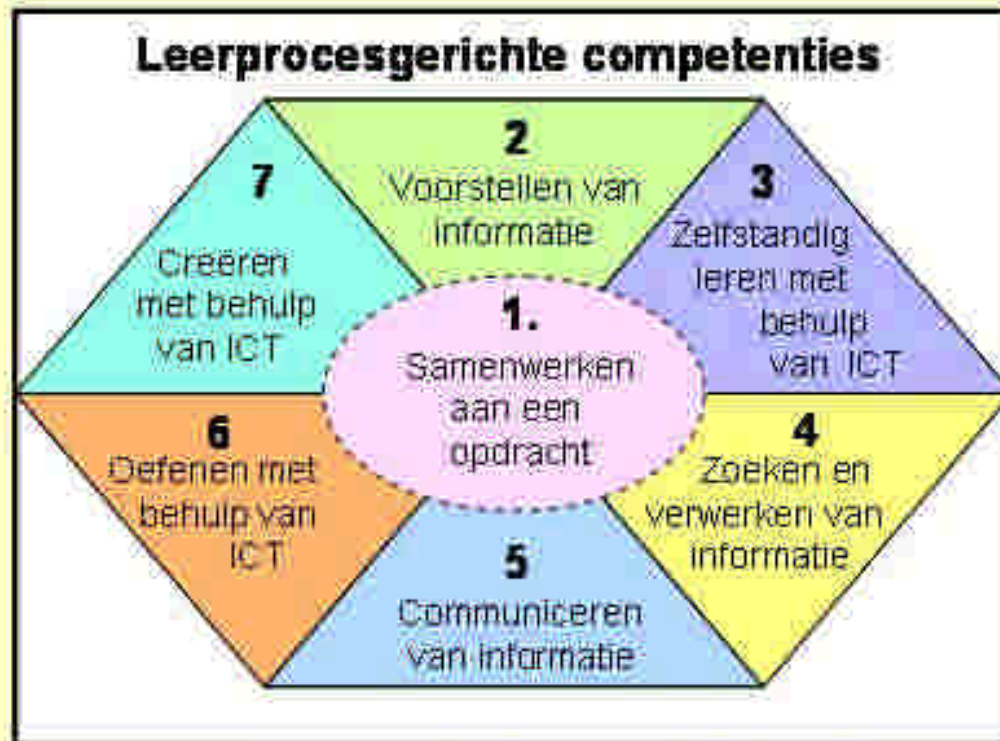 Leerprocesgerichte competenties
2
Voorstellen van
informatie
3
Zelfstandig
leren met
behulp
van ICT
7
Creëren
met behulp
van ICT
1.
Samenwerken
aan een
opdracht
6
Oefenen met
behulp van
ICT
4
Zoeken en
verwerken van
informatie
5
Communiceren
van informatie